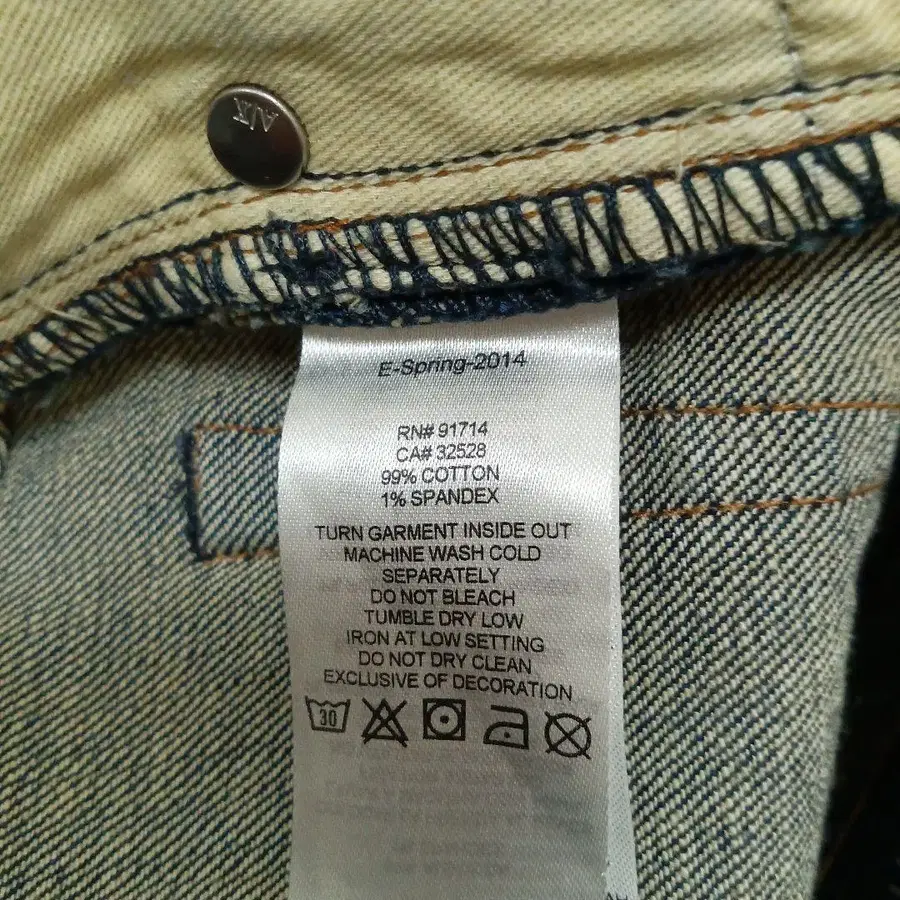 A|X
E-Spring-2014
RN# 91714
CA# 32528
99% COTTON
1% SPANDEX
TURN GARMENT INSIDE OUT
MACHINE WASH COLD
SEPARATELY
DO NOT BLEACH
TUMBLE DRY LOW
IRON AT LOW SETTING
DO NOT DRY CLEAN
EXCLUSIVE OF DECORATION
30